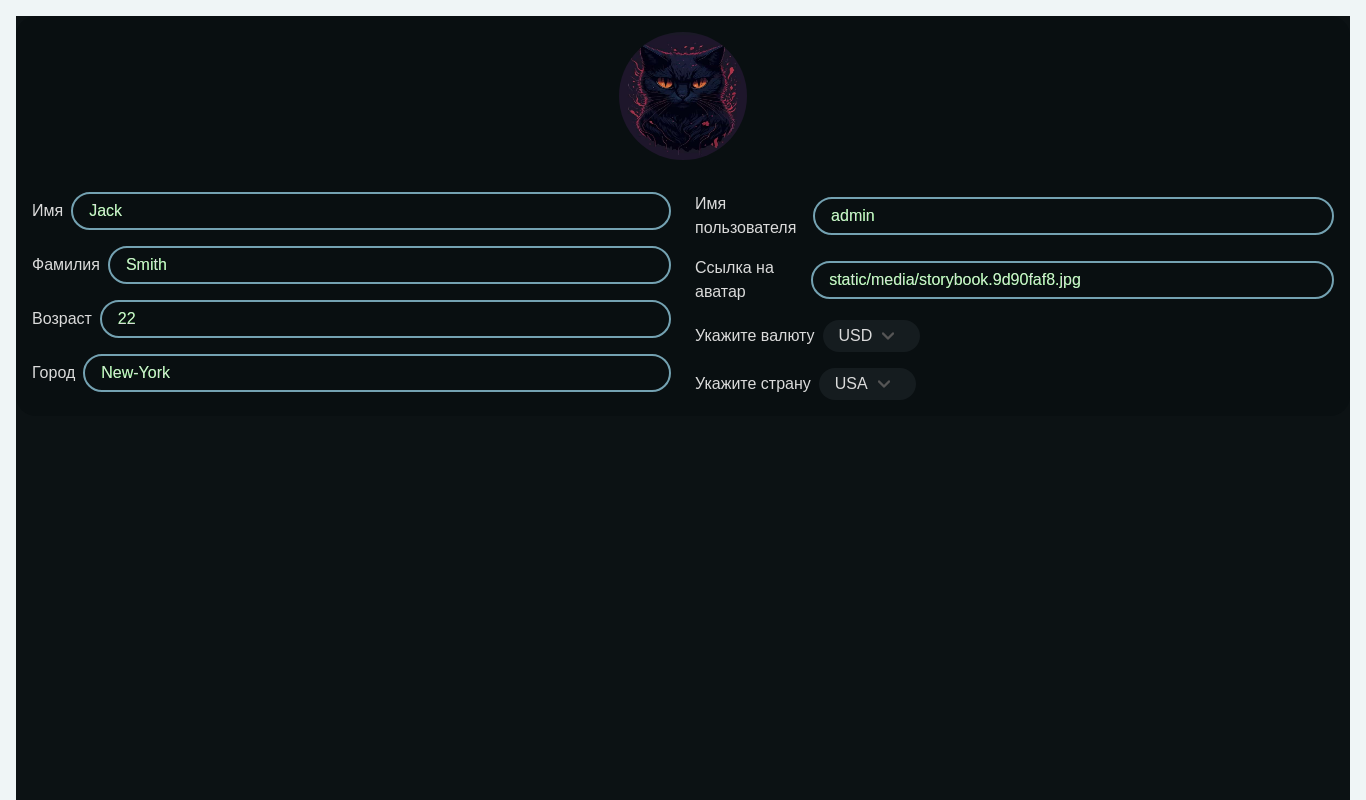 Имя
Jack
Фамилия
Smith
Возраст
22
Город
New-York
Имя
пользователя
admin
Ссылка на
аватар
static/media/storybook.9d90faf8.jpg
Укажите валюту
USD
Укажите страну
USA